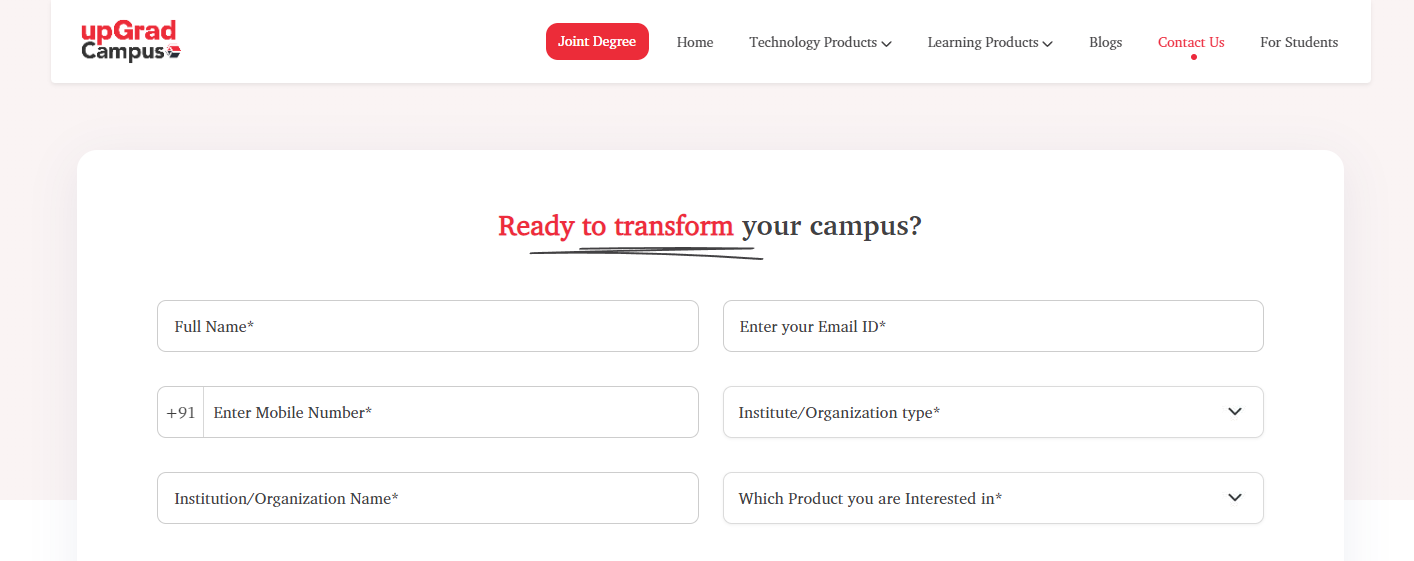 upGrad
Campus
Joint Degree Home Technology Products Learning Products Blogs Contact Us For Students
Ready to transform your campus?
Full Name* Enter your Email ID*
+91 Enter Mobile Number* Institute/Organization type*
Institution/Organization Name* Which Product you are Interested in*